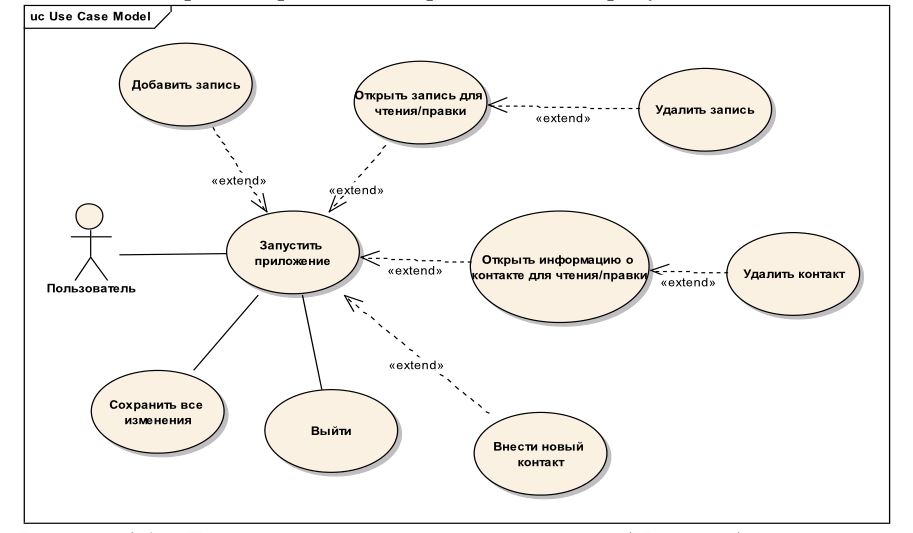 uc Use Case Model
Добавить запись
Открыть запись для
чтения/правки
Удалить запись
«extend»
«extend»
«extend»
Запустить
приложение
Открыть информацию о
контакте для чтения/правки
Удалить контакт
«extend»
«extend»
Пользователь
«extend»
Сохранить все
изменения
Выйти
Внести новый
контакт